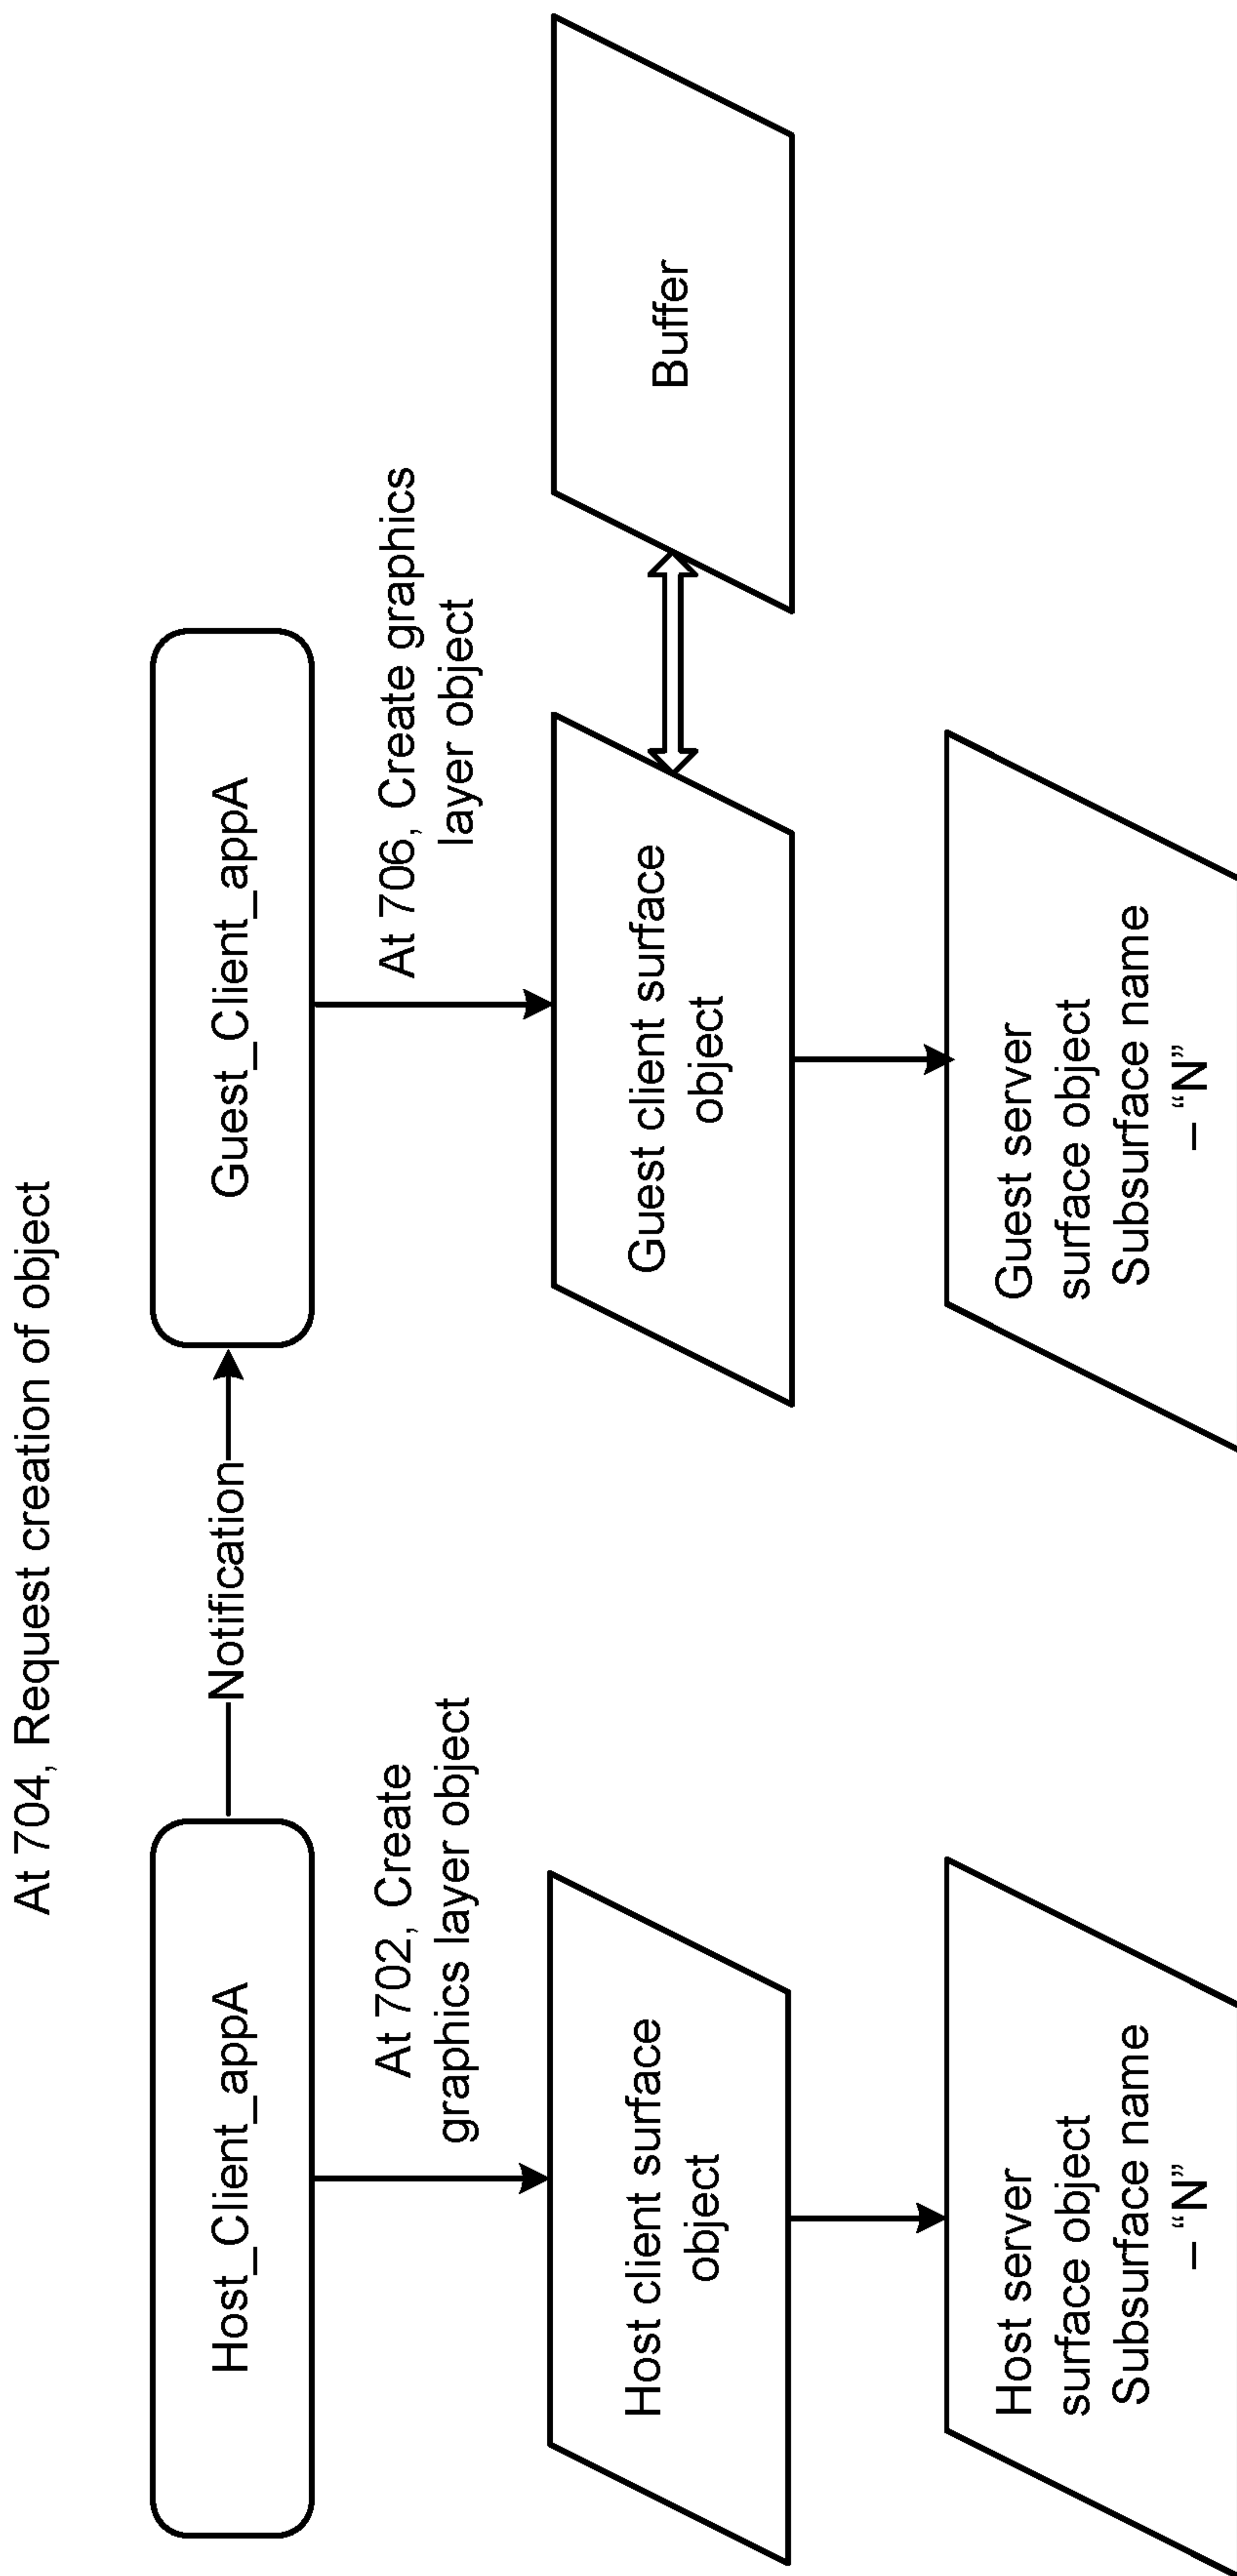 At 704, Request creation of object
Host_Client_appA
Notification
Guest_Client_appA
At 702, Create
graphics layer object
At 706, Create graphics
layer object
Host client surface
object
Guest client surface
object
Buffer
Host server
surface object
Subsurface name
– “N”
Guest server
surface object
Subsurface name
– “N”